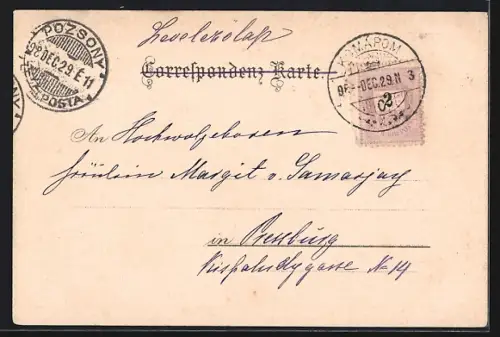 Levelezőlap
Correspondenz-Karte.
POZSONY
98 DEC. 29. E. 11
POSTA
KOMÁROM
98 DEC. 29. N 3
2
An Hochwolgeboren
Fräulein Margit v. Samarjay
in Pressburg
Kisfaludygasse № 14